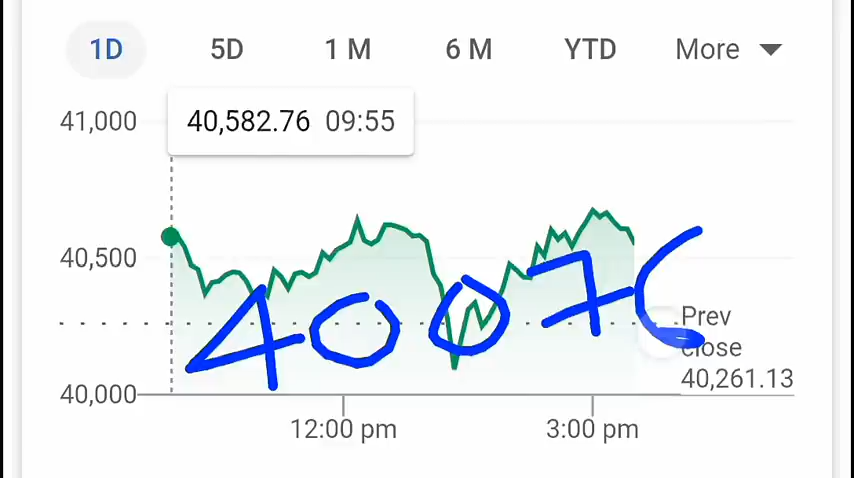 1D 5D 1 M 6 M YTD More
41,000
40,582.76 09:55
40,500
Prev
close
40,261.13
40,000
12:00 pm 3:00 pm